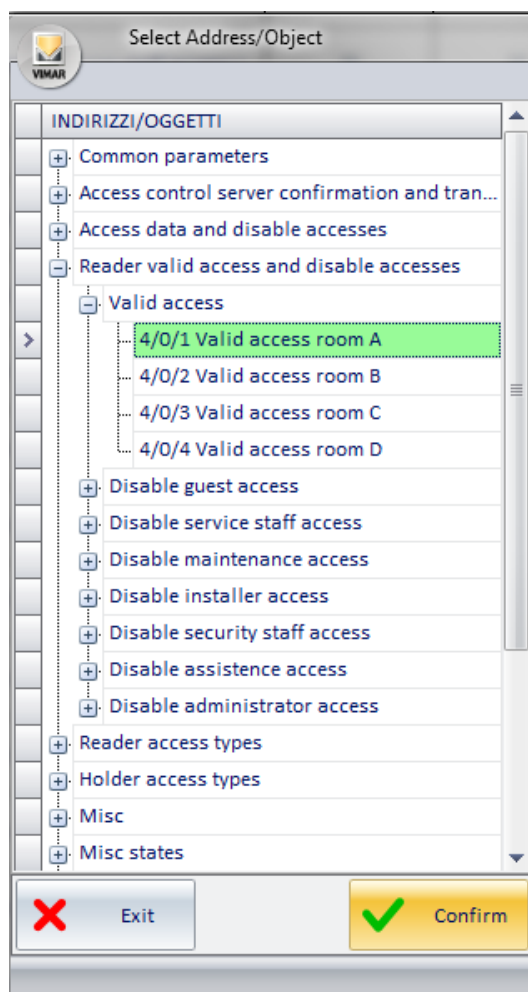 Select Address/Object
VIMAR
INDIRIZZI/OGGETTI
Common parameters
Access control server confirmation and tran...
Access data and disable accesses
Reader valid access and disable accesses
Valid access
4/0/1 Valid access room A
4/0/2 Valid access room B
4/0/3 Valid access room C
4/0/4 Valid access room D
Disable guest access
Disable service staff access
Disable maintenance access
Disable installer access
Disable security staff access
Disable assistence access
Disable administrator access
Reader access types
Holder access types
Misc
Misc states
Exit
Confirm